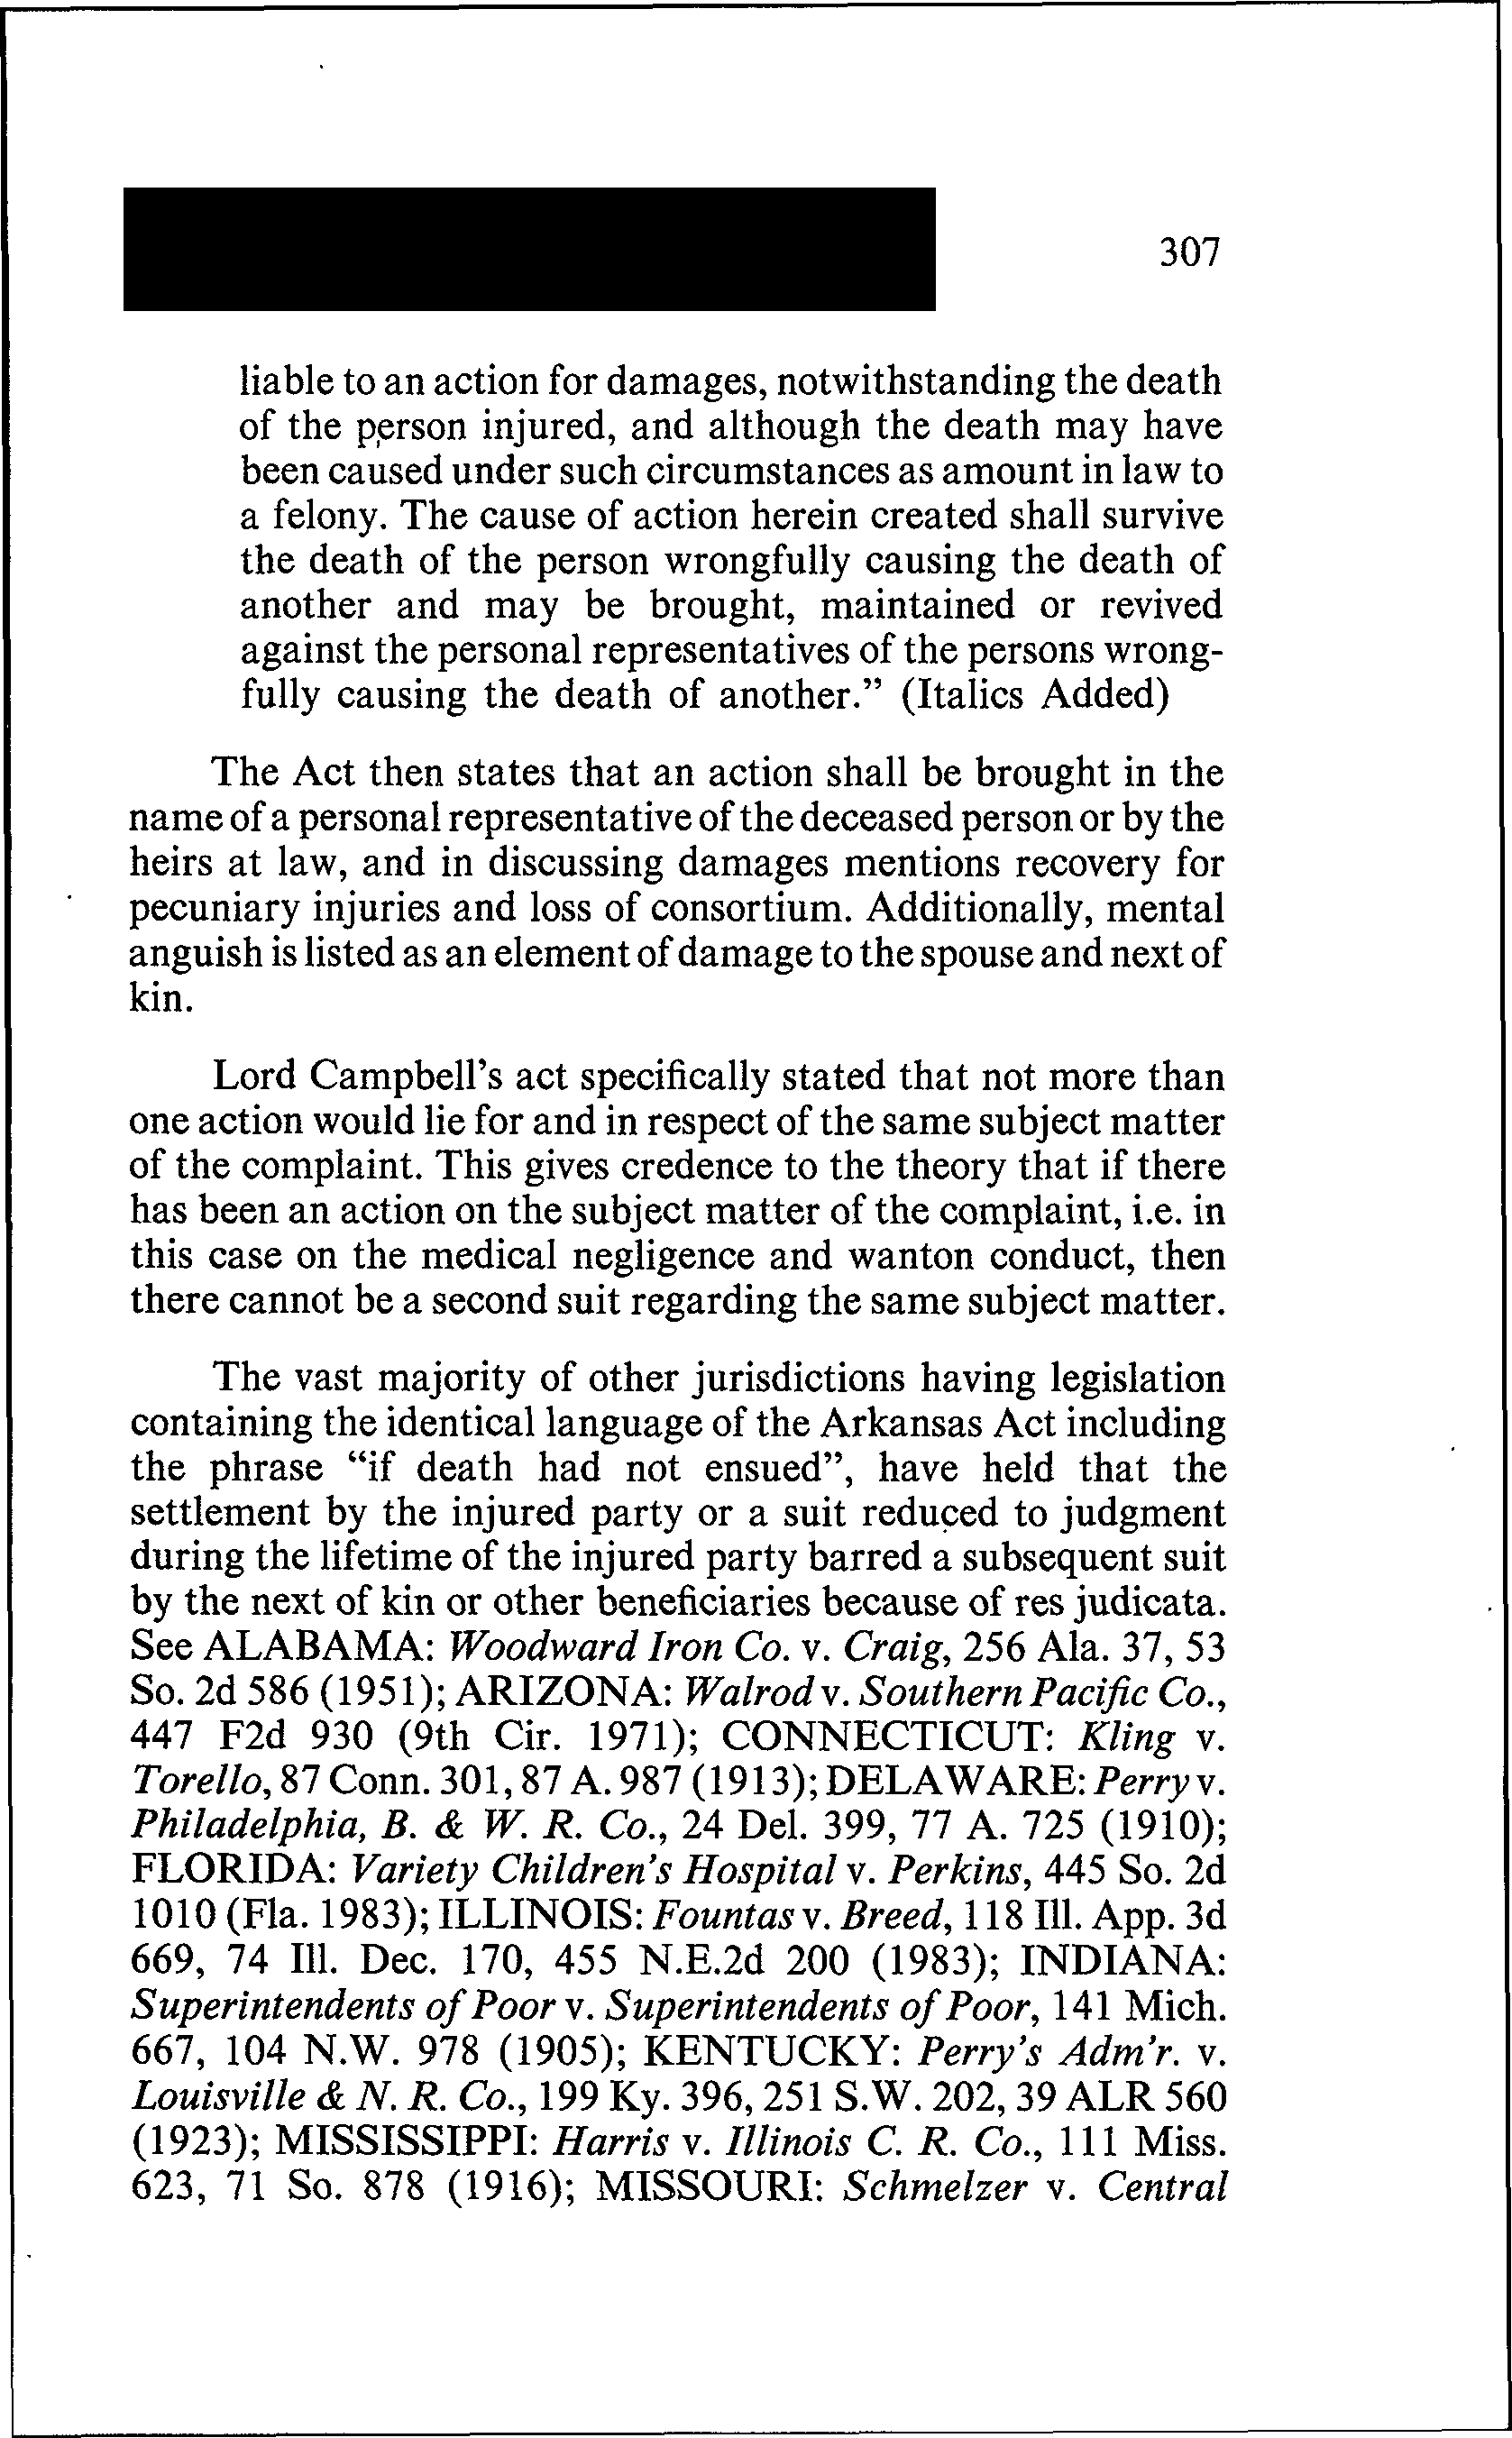 307
liable to an action for damages, notwithstanding the death
of the person injured, and although the death may have
been caused under such circumstances as amount in law to
a felony. The cause of action herein created shall survive
the death of the person wrongfully causing the death of
another and may be brought, maintained or revived
against the personal representatives of the persons wrong-
fully causing the death of another.” (Italics Added)
The Act then states that an action shall be brought in the
name of a personal representative of the deceased person or by the
heirs at law, and in discussing damages mentions recovery for
pecuniary injuries and loss of consortium. Additionally, mental
anguish is listed as an element of damage to the spouse and next of
kin.
Lord Campbell’s act specifically stated that not more than
one action would lie for and in respect of the same subject matter
of the complaint. This gives credence to the theory that if there
has been an action on the subject matter of the complaint, i.e. in
this case on the medical negligence and wanton conduct, then
there cannot be a second suit regarding the same subject matter.
The vast majority of other jurisdictions having legislation
containing the identical language of the Arkansas Act including
the phrase “if death had not ensued”, have held that the
settlement by the injured party or a suit reduced to judgment
during the lifetime of the injured party barred a subsequent suit
by the next of kin or other beneficiaries because of res judicata.
See ALABAMA: Woodward Iron Co. v. Craig, 256 Ala. 37, 53
So. 2d 586 (1951); ARIZONA: Walrod v. Southern Pacific Co.,
447 F2d 930 (9th Cir. 1971); CONNECTICUT: Kling v.
Torello, 87 Conn. 301, 87 A. 987 (1913); DELAWARE: Perry v.
Philadelphia, B. & W. R. Co., 24 Del. 399, 77 A. 725 (1910);
FLORIDA: Variety Children’s Hospital v. Perkins, 445 So. 2d
1010 (Fla. 1983); ILLINOIS: Fountas v. Breed, 118 Ill. App. 3d
669, 74 Ill. Dec. 170, 455 N.E.2d 200 (1983); INDIANA:
Superintendents of Poor v. Superintendents of Poor, 141 Mich.
667, 104 N.W. 978 (1905); KENTUCKY: Perry’s Adm’r. v.
Louisville & N. R. Co., 199 Ky. 396, 251 S.W. 202, 39 ALR 560
(1923); MISSISSIPPI: Harris v. Illinois C. R. Co., 111 Miss.
623, 71 So. 878 (1916); MISSOURI: Schmelzer v. Central